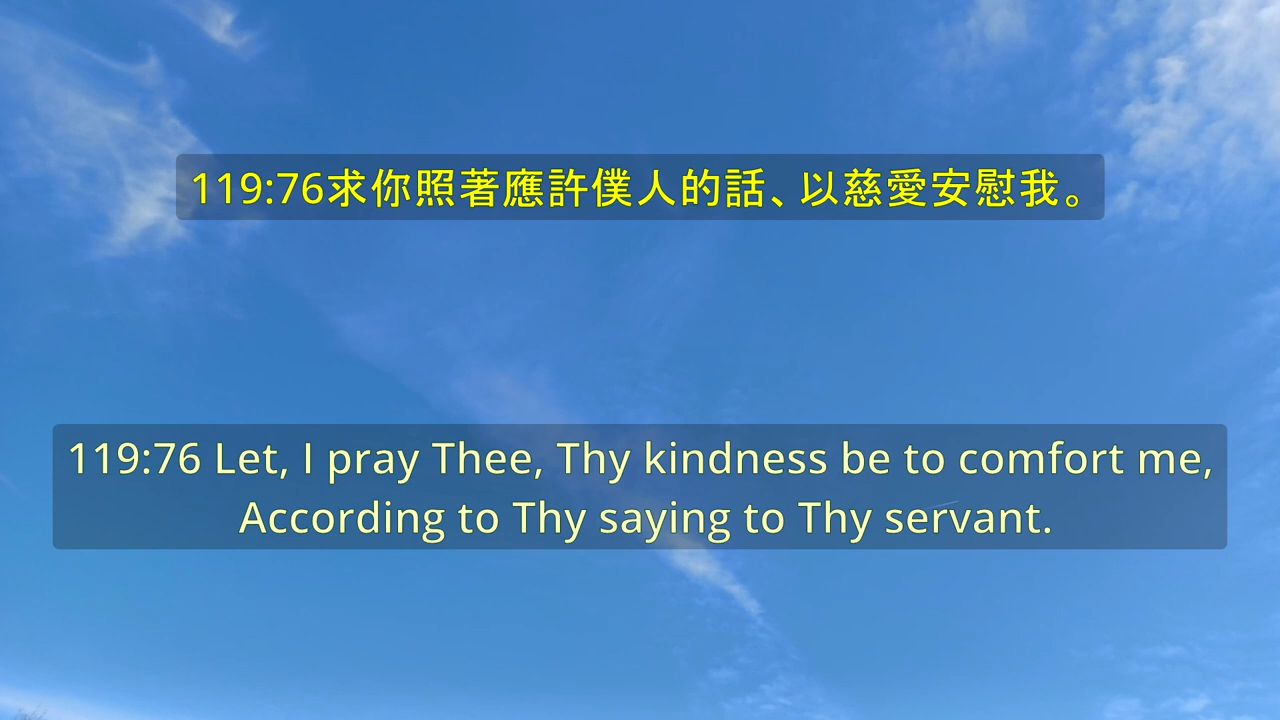 119:76求你照著應許僕人的話、以慈愛安慰我。
119:76 Let, I pray Thee, Thy kindness be to comfort me,
According to Thy saying to Thy servant.